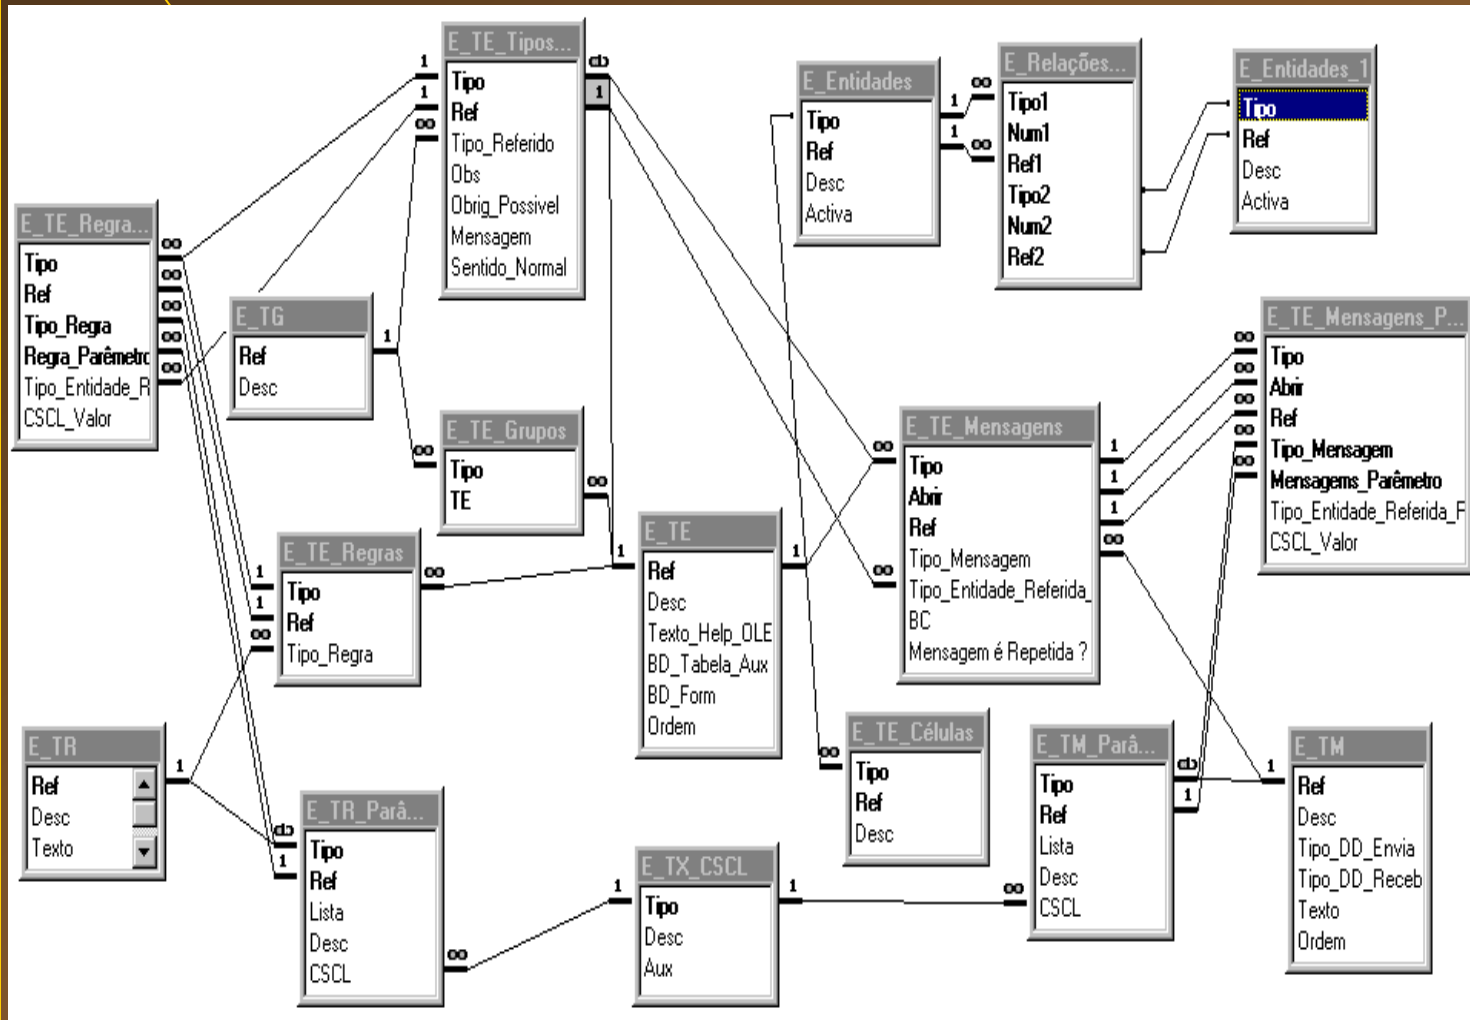 E_TE_Tipos...
Tipo
Ref
Tipo_Referido
Obs
Obrig_Possivel
Mensagem
Sentido_Normal
E_Entidades
Tipo
Ref
Desc
Activa
E_Relações...
Tipo1
Num1
Ref1
Tipo2
Num2
Ref2
E_Entidades_1
Tipo
Ref
Desc
Activa
E_TE_Regra...
Tipo
Ref
Tipo_Regra
Regra_Parêmetro
Tipo_Entidade_R
CSCL_Valor
E_TG
Ref
Desc
E_TE_Grupos
Tipo
TE
E_TE_Mensagens
Tipo
Abrir
Ref
Tipo_Mensagem
Tipo_Entidade_Referida_
BC
Mensagem é Repetida ?
E_TE_Mensagens_P...
Tipo
Abrir
Ref
Tipo_Mensagem
Mensagems_Parêmetro
Tipo_Entidade_Referida_F
CSCL_Valor
E_TE_Regras
Tipo
Ref
Tipo_Regra
E_TE
Ref
Desc
Texto_Help_OLE
BD_Tabela_Aux
BD_Form
Ordem
E_TR
Ref
Desc
Texto
E_TR_Parâ...
Tipo
Ref
Lista
Desc
CSCL
E_TX_CSCL
Tipo
Desc
Aux
E_TE_Células
Tipo
Ref
Desc
E_TM_Parâ...
Tipo
Ref
Lista
Desc
CSCL
E_TM
Ref
Desc
Tipo_DD_Envia
Tipo_DD_Receb
Texto
Ordem